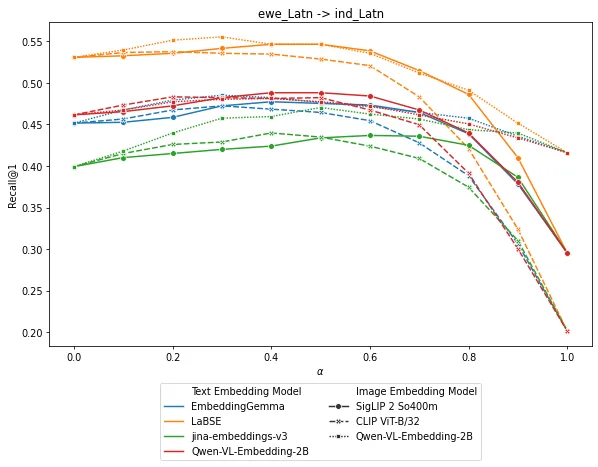 ewe_Latn -> ind_Latn
Recall@1
0.55
0.50
0.45
0.40
0.35
0.30
0.25
0.20
0.0 0.2 0.4 0.6 0.8 1.0
α
Text Embedding Model Image Embedding Model
EmbeddingGemma SigLIP 2 So400m
LaBSE CLIP ViT-B/32
jina-embeddings-v3 Qwen-VL-Embedding-2B
Qwen-VL-Embedding-2B